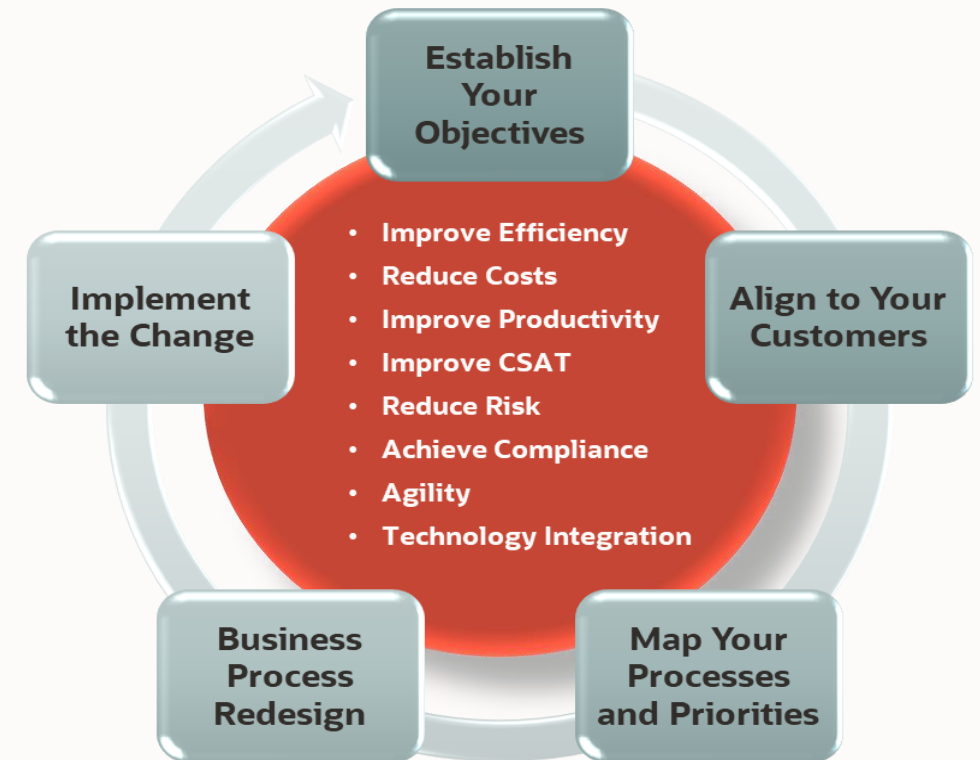 Establish
Your
Objectives
• Improve Efficiency
• Reduce Costs
• Improve Productivity
• Improve CSAT
• Reduce Risk
• Achieve Compliance
• Agility
• Technology Integration
Align to Your
Customers
Map Your
Processes
and Priorities
Business
Process
Redesign
Implement
the Change